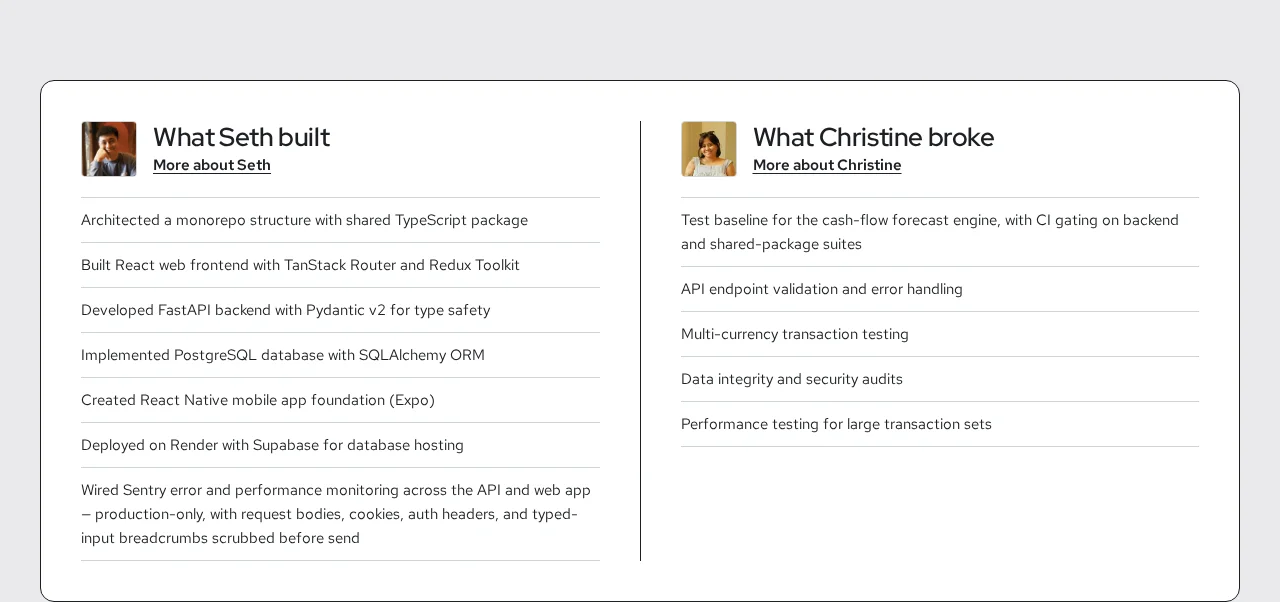 What Seth built
More about Seth
Architected a monorepo structure with shared TypeScript package
Built React web frontend with TanStack Router and Redux Toolkit
Developed FastAPI backend with Pydantic v2 for type safety
Implemented PostgreSQL database with SQLAlchemy ORM
Created React Native mobile app foundation (Expo)
Deployed on Render with Supabase for database hosting
Wired Sentry error and performance monitoring across the API and web app
— production-only, with request bodies, cookies, auth headers, and typed-
input breadcrumbs scrubbed before send
What Christine broke
More about Christine
Test baseline for the cash-flow forecast engine, with CI gating on backend
and shared-package suites
API endpoint validation and error handling
Multi-currency transaction testing
Data integrity and security audits
Performance testing for large transaction sets